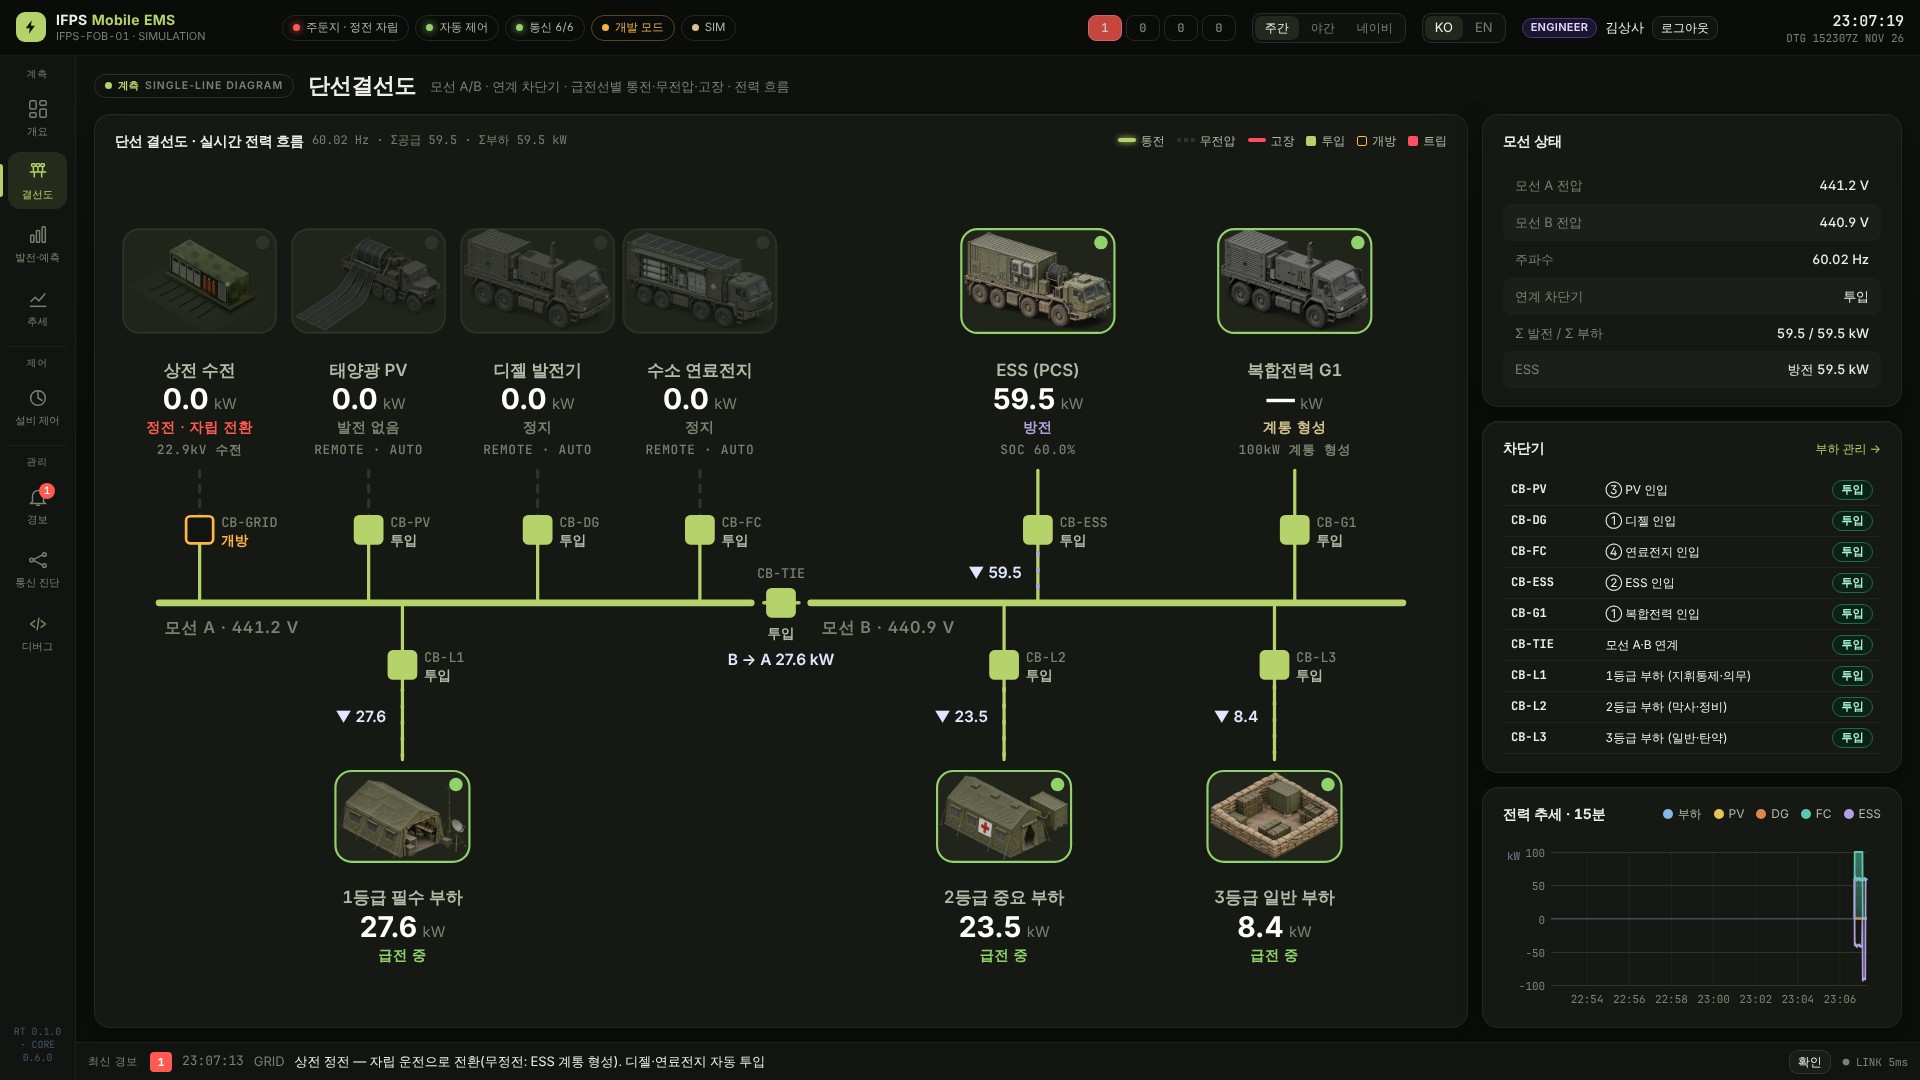 IFPS Mobile EMS
IFPS-FOB-01 · SIMULATION
주둔지 · 정전 자립
자동 제어
통신 6/6
개발 모드
SIM
1 0 0 0
주간 야간 네이비
KO EN
ENGINEER 김상사 로그아웃
23:07:19
DTG 152307Z NOV 26
계측
개요
결선도
발전·예측
추세
제어
설비 제어
관리
1
경보
통신 진단
디버그
RT 0.1.0
· CORE
0.6.0
계측 SINGLE-LINE DIAGRAM
단선결선도
모선 A/B · 연계 차단기 · 급전선별 통전·무전압·고장 · 전력 흐름
단선 결선도 · 실시간 전력 흐름 60.02 Hz · Σ공급 59.5 · Σ부하 59.5 kW
통전 무전압 고장 투입 개방 트립
상전 수전
0.0 kW
정전 · 자립 전환
22.9kV 수전
태양광 PV
0.0 kW
발전 없음
REMOTE · AUTO
디젤 발전기
0.0 kW
정지
REMOTE · AUTO
수소 연료전지
0.0 kW
정지
REMOTE · AUTO
ESS (PCS)
59.5 kW
방전
SOC 60.0%
복합전력 G1
— kW
계통 형성
100kW 계통 형성
CB-GRID
개방
CB-PV
투입
CB-DG
투입
CB-FC
투입
CB-ESS
투입
CB-G1
투입
▼ 59.5
CB-TIE
투입
B → A 27.6 kW
모선 A · 441.2 V
모선 B · 440.9 V
CB-L1
투입
CB-L2
투입
CB-L3
투입
▼ 27.6
▼ 23.5
▼ 8.4
1등급 필수 부하
27.6 kW
급전 중
2등급 중요 부하
23.5 kW
급전 중
3등급 일반 부하
8.4 kW
급전 중
모선 상태
모선 A 전압 441.2 V
모선 B 전압 440.9 V
주파수 60.02 Hz
연계 차단기 투입
Σ 발전 / Σ 부하 59.5 / 59.5 kW
ESS 방전 59.5 kW
차단기 부하 관리 →
CB-PV ③ PV 인입 투입
CB-DG ① 디젤 인입 투입
CB-FC ④ 연료전지 인입 투입
CB-ESS ② ESS 인입 투입
CB-G1 ① 복합전력 인입 투입
CB-TIE 모선 A·B 연계 투입
CB-L1 1등급 부하 (지휘통제·의무) 투입
CB-L2 2등급 부하 (막사·정비) 투입
CB-L3 3등급 부하 (일반·탄약) 투입
전력 추세 · 15분
부하 PV DG FC ESS
kW 100
50
0
-50
-100
22:54 22:56 22:58 23:00 23:02 23:04 23:06
최신 경보 1 23:07:13 GRID 상전 정전 — 자립 운전으로 전환(무정전: ESS 계통 형성). 디젤·연료전지 자동 투입
확인 LINK 5ms